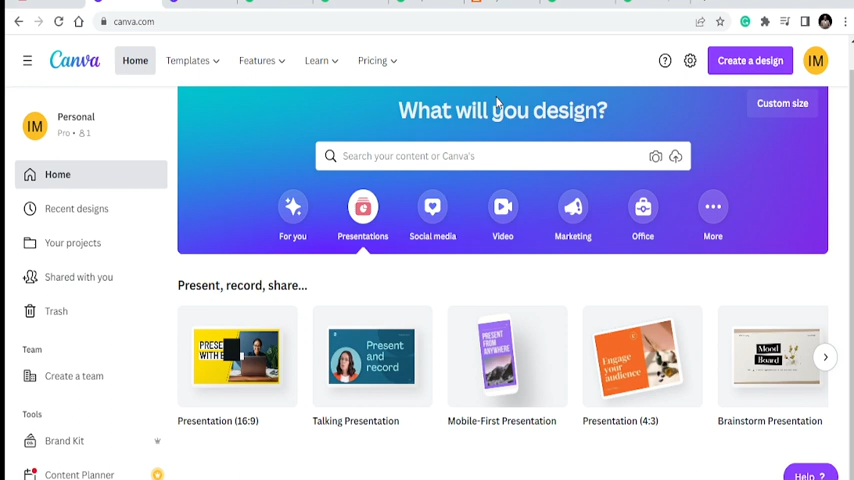 canva.com
Canva
Home
Templates
Features
Learn
Pricing
Create a design
IM
IM
Personal
Pro
1
Home
Recent designs
Your projects
Shared with you
Trash
Team
Create a team
Tools
Brand Kit
Content Planner
What will you design?
Custom size
Search your content or Canva's
For you
Presentations
Social media
Video
Marketing
Office
More
Present, record, share...
Present
and
record
PRESENT
FROM
ANYWHERE
Engage
your
audience
Mood
Board
Presentation (16:9)
Talking Presentation
Mobile-First Presentation
Presentation (4:3)
Brainstorm Presentation
Help ?